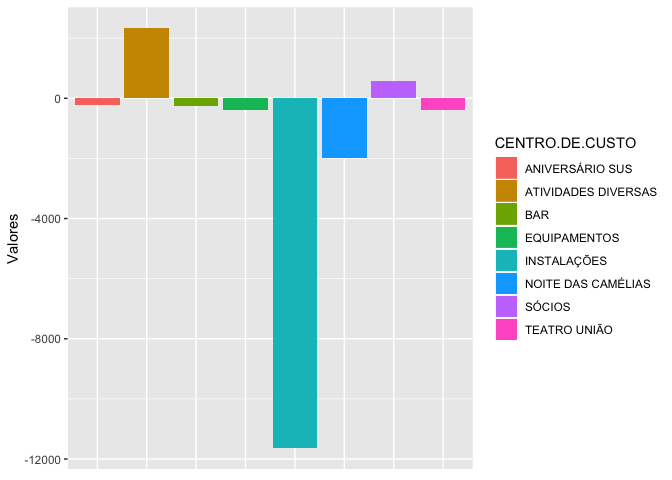 Valores
0
-4000
-8000
-12000
CENTRO.DE.CUSTO
ANIVERSÁRIO SUS
ATIVIDADES DIVERSAS
BAR
EQUIPAMENTOS
INSTALAÇÕES
NOITE DAS CAMÉLIAS
SÓCIOS
TEATRO UNIÃO